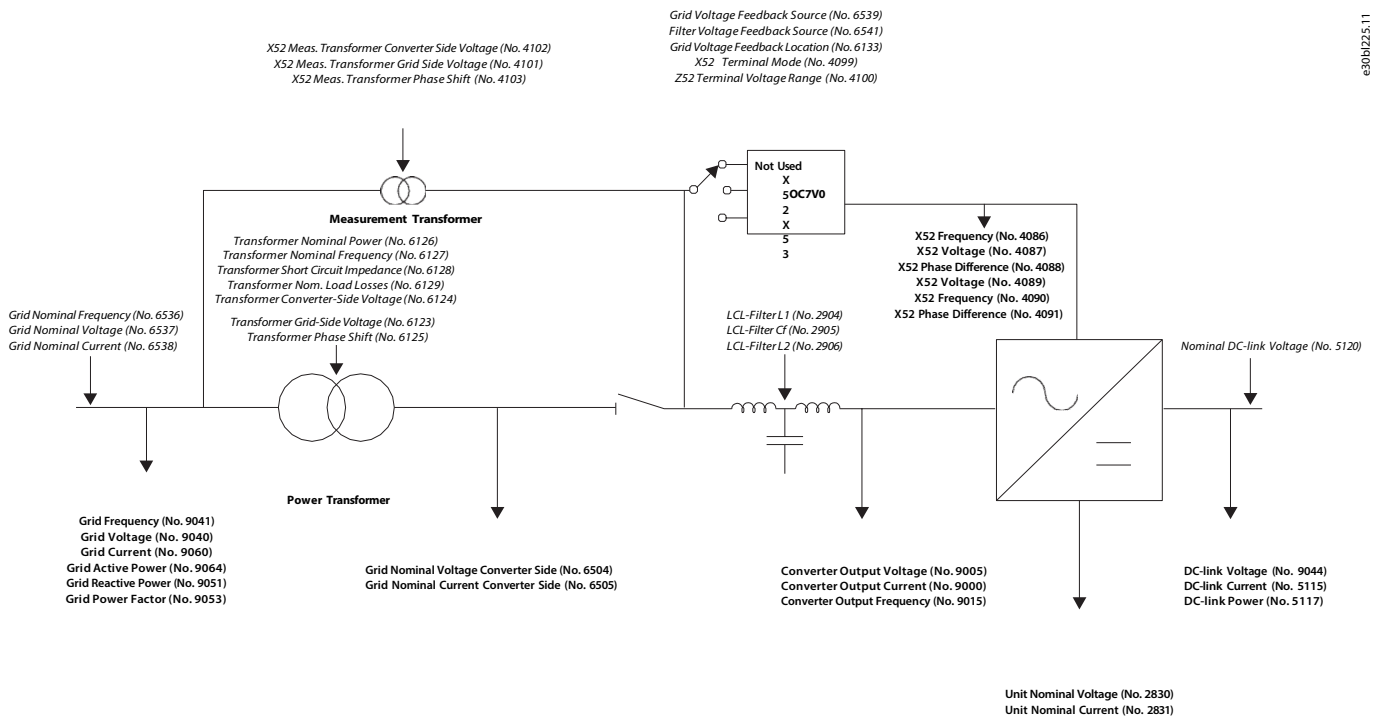 Grid Voltage Feedback Source (No. 6539)
Filter Voltage Feedback Source (No. 6541)
Grid Voltage Feedback Location (No. 6133)
X52 Terminal Mode (No. 4099)
Z52 Terminal Voltage Range (No. 4100)
e30bl225.11
X52 Meas. Transformer Converter Side Voltage (No. 4102)
X52 Meas. Transformer Grid Side Voltage (No. 4101)
X52 Meas. Transformer Phase Shift (No. 4103)
Not Used
X
5OC7V0
2
X
5
3
Measurement Transformer
Transformer Nominal Power (No. 6126)
Transformer Nominal Frequency (No. 6127)
Transformer Short Circuit Impedance (No. 6128)
Transformer Nom. Load Losses (No. 6129)
Transformer Converter-Side Voltage (No. 6124)
Transformer Grid-Side Voltage (No. 6123)
Transformer Phase Shift (No. 6125)
X52 Frequency (No. 4086)
X52 Voltage (No. 4087)
X52 Phase Difference (No. 4088)
X52 Voltage (No. 4089)
X52 Frequency (No. 4090)
X52 Phase Difference (No. 4091)
Grid Nominal Frequency (No. 6536)
Grid Nominal Voltage (No. 6537)
Grid Nominal Current (No. 6538)
LCL-Filter L1 (No. 2904)
LCL-Filter Cf (No. 2905)
LCL-Filter L2 (No. 2906)
Nominal DC-link Voltage (No. 5120)
Power Transformer
Grid Frequency (No. 9041)
Grid Voltage (No. 9040)
Grid Current (No. 9060)
Grid Active Power (No. 9064)
Grid Reactive Power (No. 9051)
Grid Power Factor (No. 9053)
Grid Nominal Voltage Converter Side (No. 6504)
Grid Nominal Current Converter Side (No. 6505)
Converter Output Voltage (No. 9005)
Converter Output Current (No. 9000)
Converter Output Frequency (No. 9015)
DC-link Voltage (No. 9044)
DC-link Current (No. 5115)
DC-link Power (No. 5117)
Unit Nominal Voltage (No. 2830)
Unit Nominal Current (No. 2831)